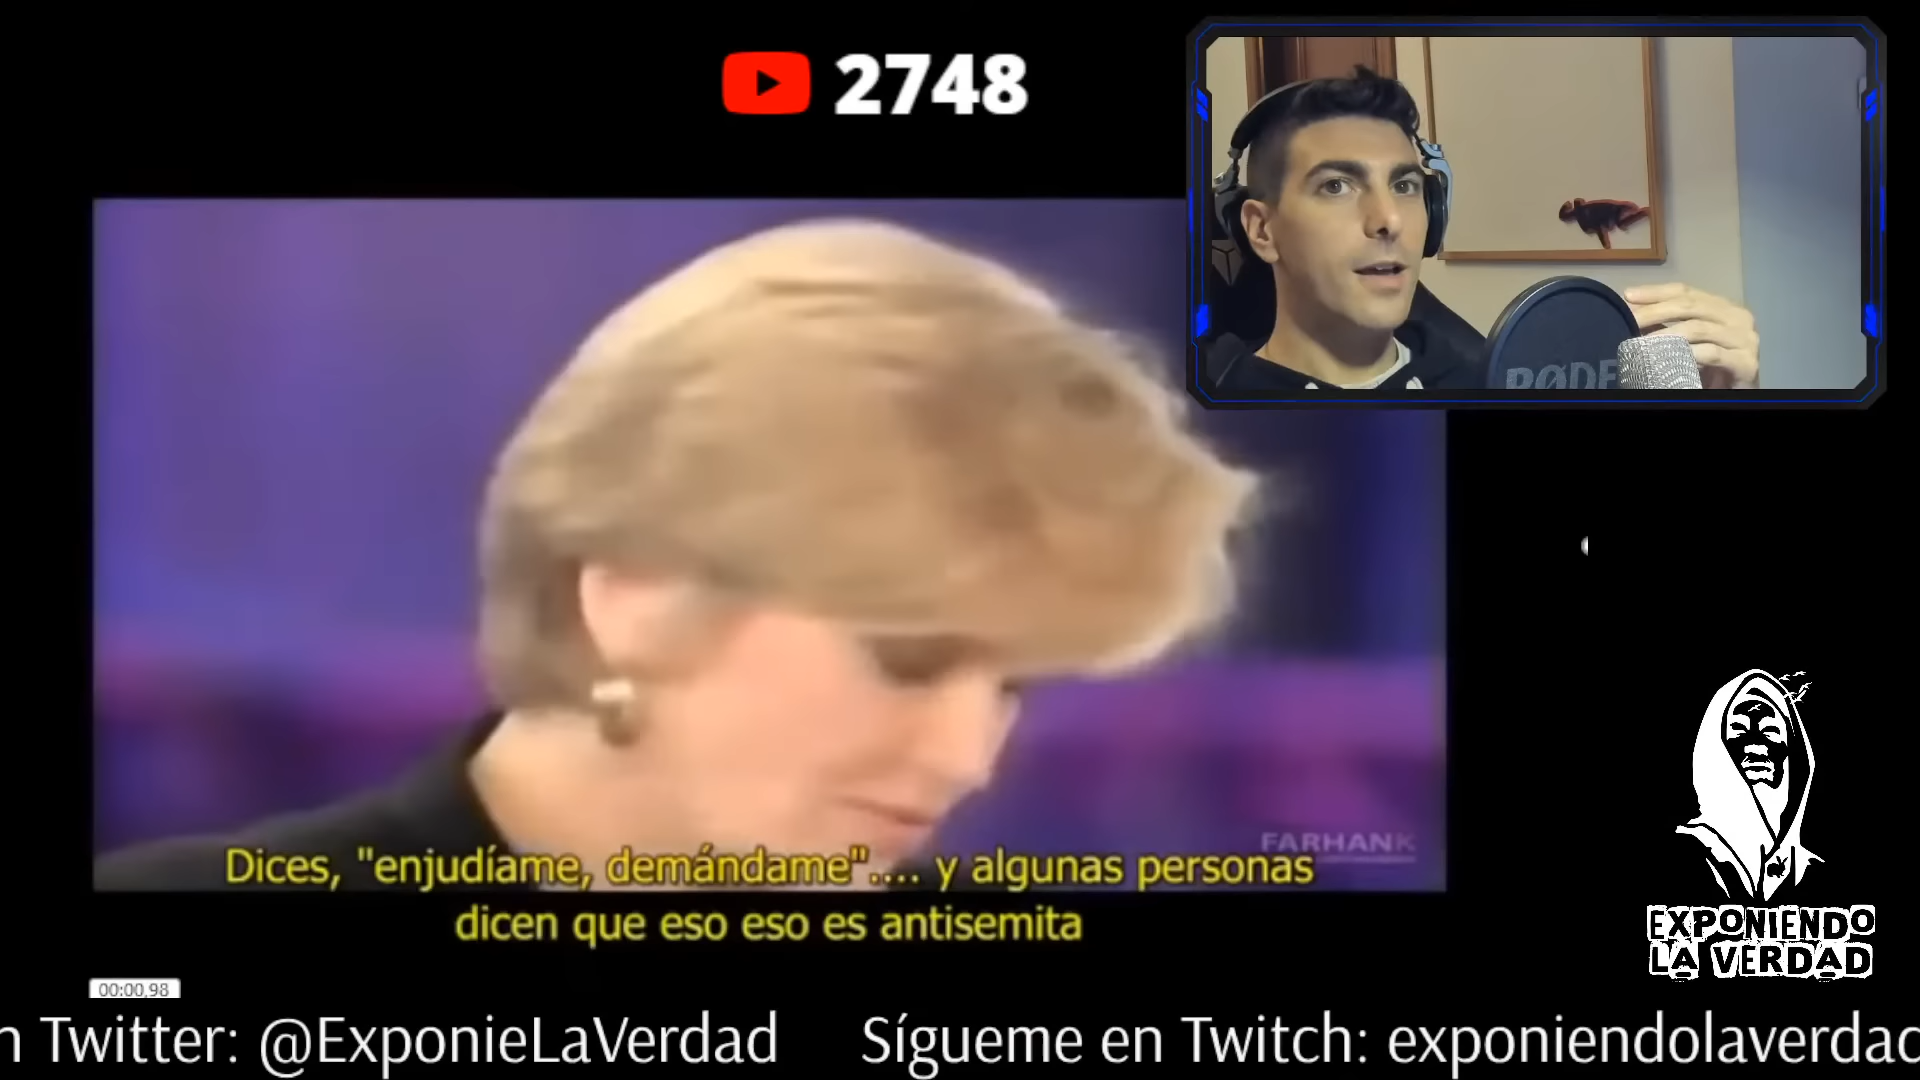 2748
RØDE
FARHANK
Dices, "enjudíame, demándame".... y algunas personas
dicen que eso eso es antisemita
EXPONIENDO
LA VERDAD
00:00,98
n Twitter: @ExponieLaVerdad Sígueme en Twitch: exponiendolaverdad